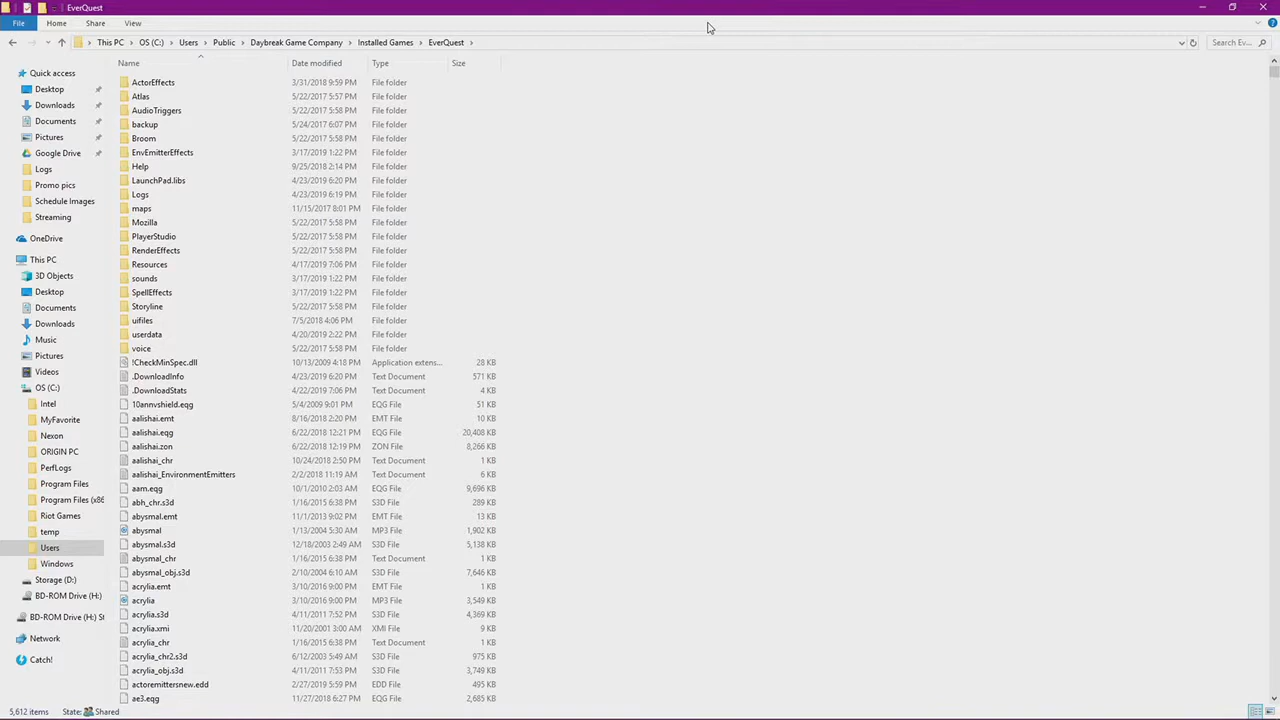 EverQuest
File Home Share View
This PC > OS (C:) > Users > Public > Daybreak Game Company > Installed Games > EverQuest >
Search Ev...
Name Date modified Type Size
Quick access
Desktop
Downloads
Documents
Pictures
Google Drive
Logs
Promo pics
Schedule Images
Streaming
OneDrive
This PC
3D Objects
Desktop
Documents
Downloads
Music
Pictures
Videos
OS (C:)
Intel
MyFavorite
Nexon
ORIGIN PC
PerfLogs
Program Files
Program Files (x86
Riot Games
temp
Users
Windows
Storage (D:)
BD-ROM Drive (H:)
BD-ROM Drive (H:) St
Network
Catch!
ActorEffects 3/31/2018 9:59 PM File folder
Atlas 5/22/2017 5:57 PM File folder
AudioTriggers 5/22/2017 5:58 PM File folder
backup 5/24/2017 6:07 PM File folder
Broom 5/22/2017 5:58 PM File folder
EnvEmitterEffects 3/17/2019 1:22 PM File folder
Help 9/25/2018 2:14 PM File folder
LaunchPad.libs 4/23/2019 6:20 PM File folder
Logs 4/23/2019 6:19 PM File folder
maps 11/15/2017 8:01 PM File folder
Mozilla 5/22/2017 5:58 PM File folder
PlayerStudio 5/22/2017 5:58 PM File folder
RenderEffects 5/22/2017 5:58 PM File folder
Resources 4/17/2019 7:06 PM File folder
sounds 3/17/2019 1:22 PM File folder
SpellEffects 3/17/2019 1:22 PM File folder
Storyline 5/22/2017 5:58 PM File folder
uifiles 7/5/2018 4:06 PM File folder
userdata 4/20/2019 2:22 PM File folder
voice 5/22/2017 5:58 PM File folder
!CheckMinSpec.dll 10/13/2009 4:18 PM Application extens... 28 KB
.DownloadInfo 4/23/2019 6:20 PM Text Document 571 KB
.DownloadStats 4/22/2019 7:06 PM Text Document 4 KB
10annvshield.eqg 5/4/2009 9:01 PM EQG File 51 KB
aalishai.emt 8/16/2018 2:20 PM EMT File 10 KB
aalishai.eqg 6/22/2018 12:21 PM EQG File 20,408 KB
aalishai.zon 6/22/2018 12:19 PM ZON File 8,266 KB
aalishai_chr 10/24/2018 2:50 PM Text Document 1 KB
aalishai_EnvironmentEmitters 2/2/2018 11:19 AM Text Document 6 KB
aam.eqg 10/1/2010 2:03 AM EQG File 9,696 KB
abh_chr.s3d 1/16/2015 6:38 PM S3D File 289 KB
abysmal.emt 11/1/2013 9:02 PM EMT File 13 KB
abysmal 1/13/2004 5:30 AM MP3 File 1,902 KB
abysmal.s3d 12/18/2003 2:49 AM S3D File 5,138 KB
abysmal_chr 1/16/2015 6:38 PM Text Document 1 KB
abysmal_obj.s3d 2/10/2004 6:10 AM S3D File 7,646 KB
acrylia.emt 3/10/2016 9:00 PM EMT File 1 KB
acrylia 3/10/2016 9:00 PM MP3 File 3,549 KB
acrylia.s3d 4/11/2011 7:52 PM S3D File 4,369 KB
acrylia.xmi 11/20/2001 3:00 AM XMI File 9 KB
acrylia_chr 1/16/2015 6:38 PM Text Document 1 KB
acrylia_chr2.s3d 6/12/2003 5:49 AM S3D File 975 KB
acrylia_obj.s3d 4/11/2011 7:53 PM S3D File 3,749 KB
actoremittersnew.edd 2/27/2019 5:59 PM EDD File 495 KB
ae3.eqg 11/27/2018 6:27 PM EQG File 2,685 KB
5,612 items State: Shared